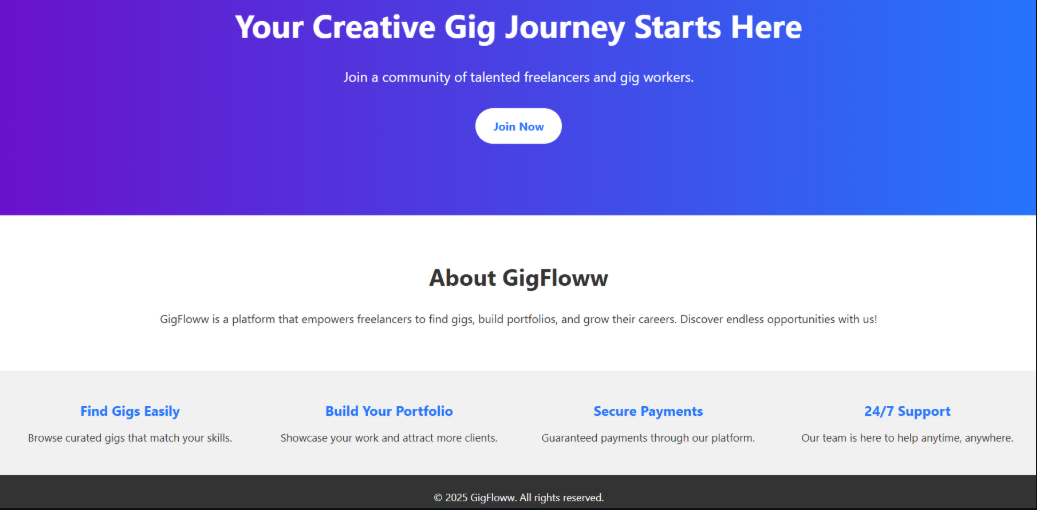 Your Creative Gig Journey Starts Here
Join a community of talented freelancers and gig workers.
Join Now
About GigFloww
GigFloww is a platform that empowers freelancers to find gigs, build portfolios, and grow their careers. Discover endless opportunities with us!
Find Gigs Easily
Browse curated gigs that match your skills.
Build Your Portfolio
Showcase your work and attract more clients.
Secure Payments
Guaranteed payments through our platform.
24/7 Support
Our team is here to help anytime, anywhere.
© 2025 GigFloww. All rights reserved.